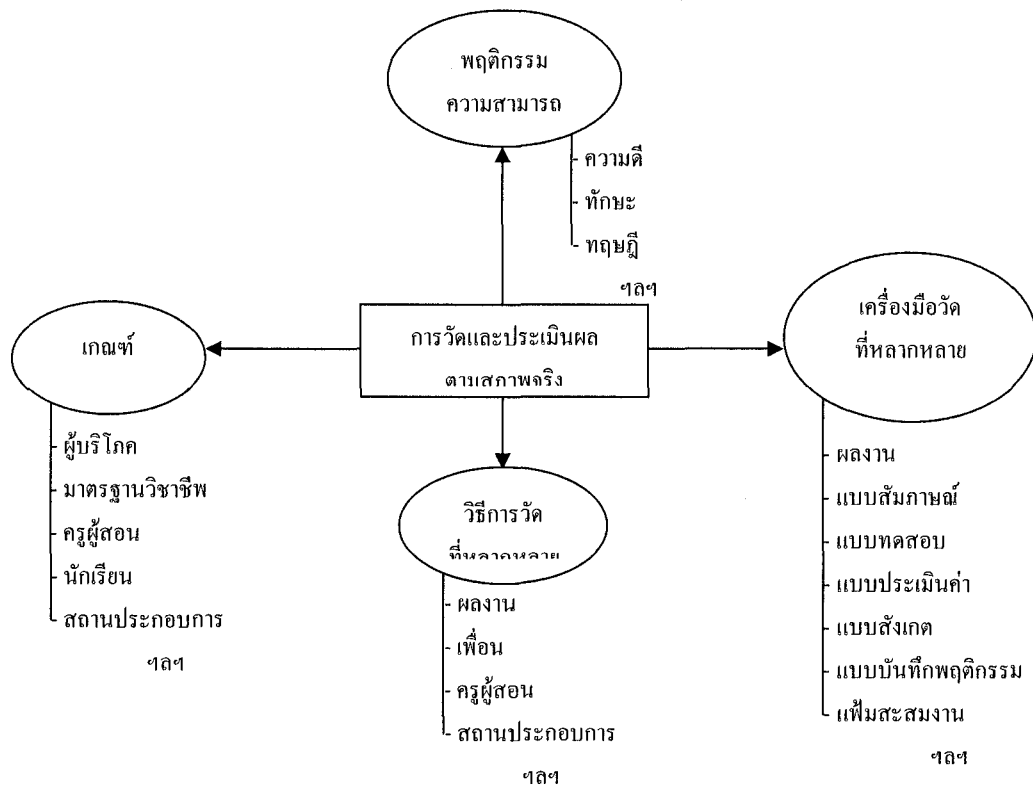 พฤติกรรม
ความสามารถ
- ความดี
- ทักษะ
- ทฤษฎี
ฯลฯ
การวัดและประเมินผล
ตามสภาพจริง
เกณฑ์
- ผู้บริโภค
- มาตรฐานวิชาชีพ
- ครูผู้สอน
- นักเรียน
- สถานประกอบการ
ฯลฯ
วิธีการวัด
ที่หลากหลาย
- ผลงาน
- เพื่อน
- ครูผู้สอน
- สถานประกอบการ
ฯลฯ
เครื่องมือวัด
ที่หลากหลาย
- ผลงาน
- แบบสัมภาษณ์
- แบบทดสอบ
- แบบประเมินค่า
- แบบสังเกต
- แบบบันทึกพฤติกรรม
- แฟ้มสะสมงาน
ฯลฯ